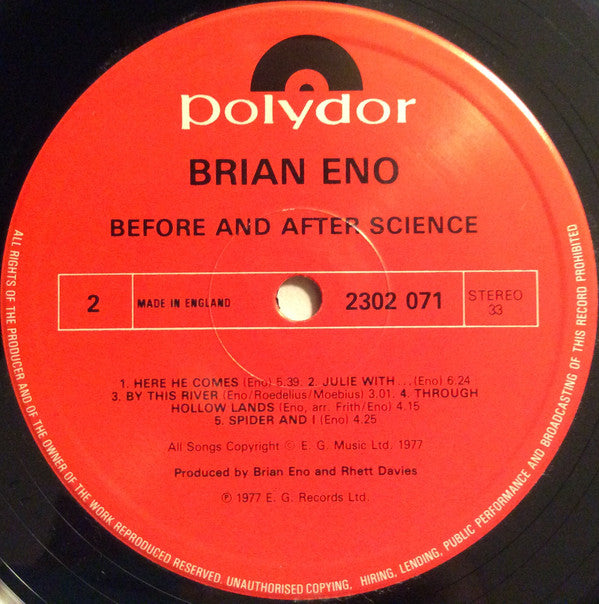 polydor
BRIAN ENO
BEFORE AND AFTER SCIENCE
2
MADE IN ENGLAND
2302 071
STEREO
33
1. HERE HE COMES (Eno) 5.39. 2. JULIE WITH ... (Eno) 6:24
3. BY THIS RIVER (Eno/Roedelius/Moebius) 3.01. 4. THROUGH
HOLLOW LANDS (Eno, arr. Frith/Eno) 4.15
5. SPIDER AND I (Eno) 4.25
All Songs Copyright © E. G. Music Ltd. 1977
Produced by Brian Eno and Rhett Davies
℗ 1977 E. G. Records Ltd.
ALL RIGHTS OF THE PRODUCER AND OF THE OWNER OF THE WORK REPRODUCED RESERVED. UNAUTHORISED COPYING, HIRING, LENDING, PUBLIC PERFORMANCE AND BROADCASTING OF THIS RECORD PROHIBITED